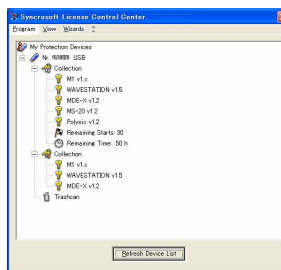 Syncrosoft License Control Center
Program View Wizards ?
My Protection Devices
Nr. USB
Collection
M1 v1.x
WAVESTATION v1.5
MDE-X v1.2
MS-20 v1.2
Polysix v1.2
Remaining Starts: 30
Remaining Time: 50 h
Collection
M1 v1.x
WAVESTATION v1.5
MDE-X v1.2
Trashcan
Refresh Device List